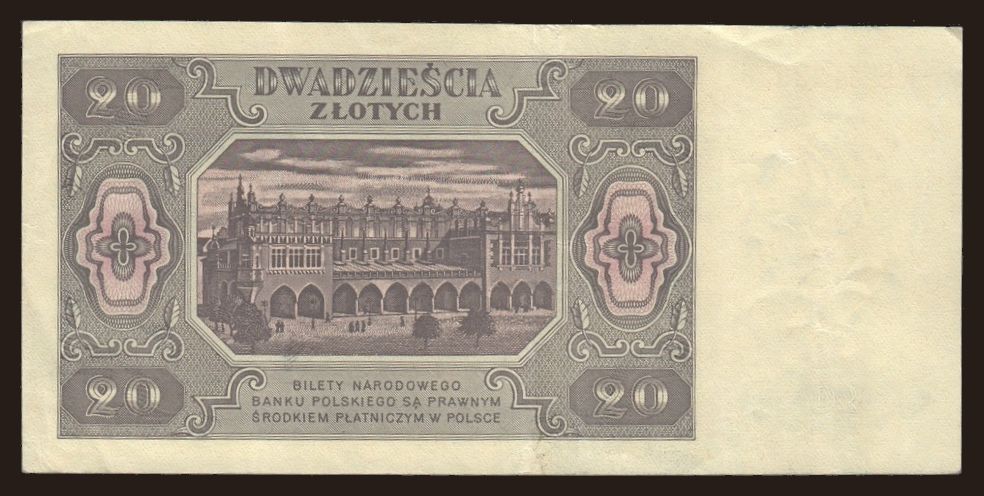 20 DWADZIEŚCIA 20
ZŁOTYCH
20 BILETY NARODOWEGO 20
BANKU POLSKIEGO SĄ PRAWNYM
ŚRODKIEM PŁATNICZYM W POLSCE